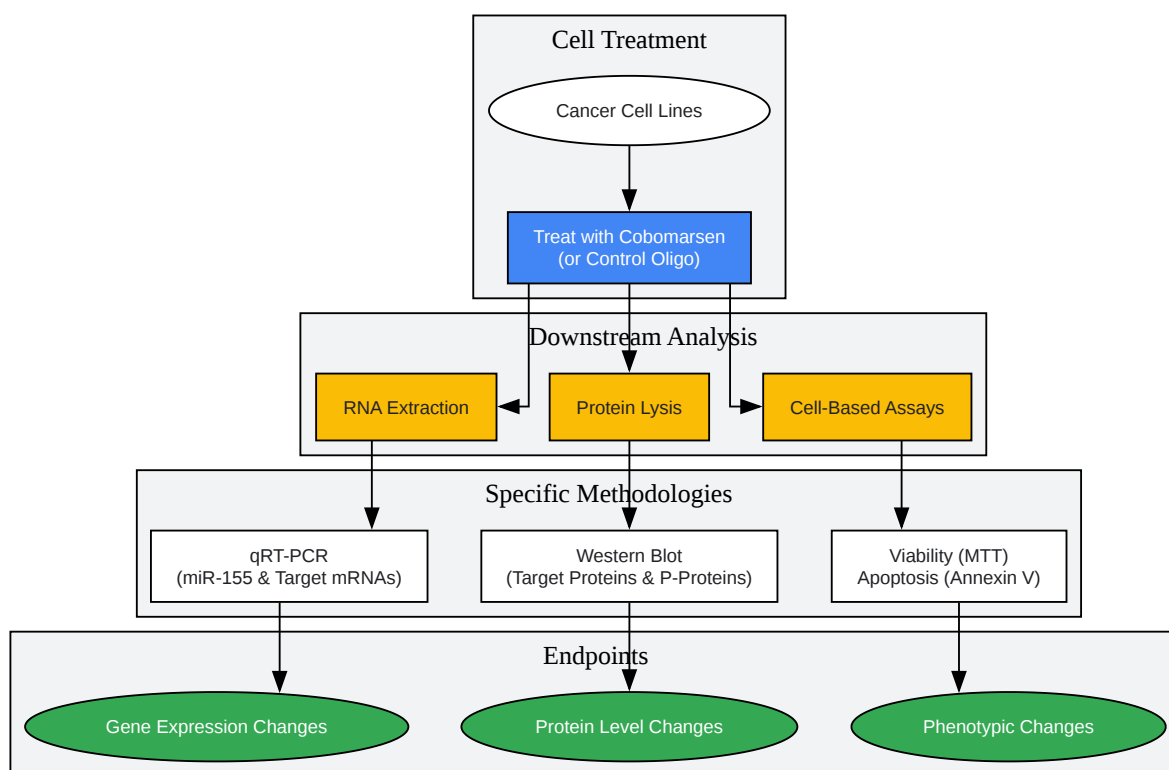 Cell Treatment
Cancer Cell Lines
Treat with Cobomarsen
(or Control Oligo)
Downstream Analysis
RNA Extraction
Protein Lysis
Cell-Based Assays
Specific Methodologies
qRT-PCR
(miR-155 & Target mRNAs)
Western Blot
(Target Proteins & P-Proteins)
Viability (MTT)
Apoptosis (Annexin V)
Endpoints
Gene Expression Changes
Protein Level Changes
Phenotypic Changes